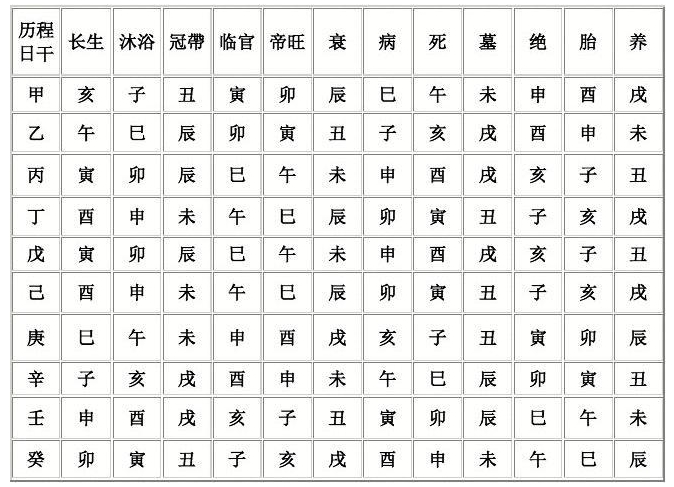 历程日干 长生 沐浴 冠帶 临官 帝旺 衰 病 死 墓 绝 胎 养
甲 亥 子 丑 寅 卯 辰 巳 午 未 申 酉 戌
乙 午 巳 辰 卯 寅 丑 子 亥 戌 酉 申 未
丙 寅 卯 辰 巳 午 未 申 酉 戌 亥 子 丑
丁 酉 申 未 午 巳 辰 卯 寅 丑 子 亥 戌
戊 寅 卯 辰 巳 午 未 申 酉 戌 亥 子 丑
己 酉 申 未 午 巳 辰 卯 寅 丑 子 亥 戌
庚 巳 午 未 申 酉 戌 亥 子 丑 寅 卯 辰
辛 子 亥 戌 酉 申 未 午 巳 辰 卯 寅 丑
壬 申 酉 戌 亥 子 丑 寅 卯 辰 巳 午 未
癸 卯 寅 丑 子 亥 戌 酉 申 未 午 巳 辰